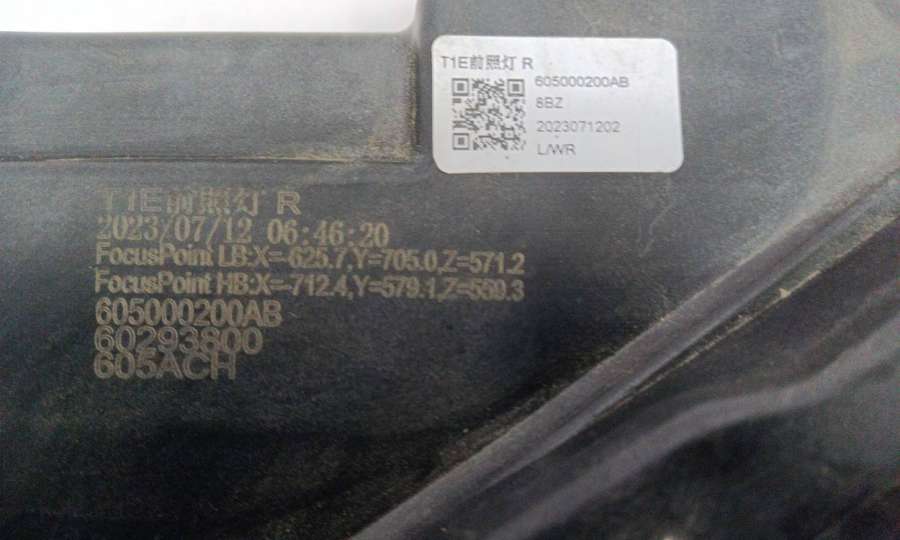 T1E前照灯 R
605000200AB
8BZ
2023071202
L/WR
T1E前照灯 R
2023/07/12 06:46:20
FocusPoint LB:X=-625.7,Y=705.0,Z=571.2
FocusPoint HB:X=-712.4,Y=579.1,Z=559.3
605000200AB
60293800
605ACH